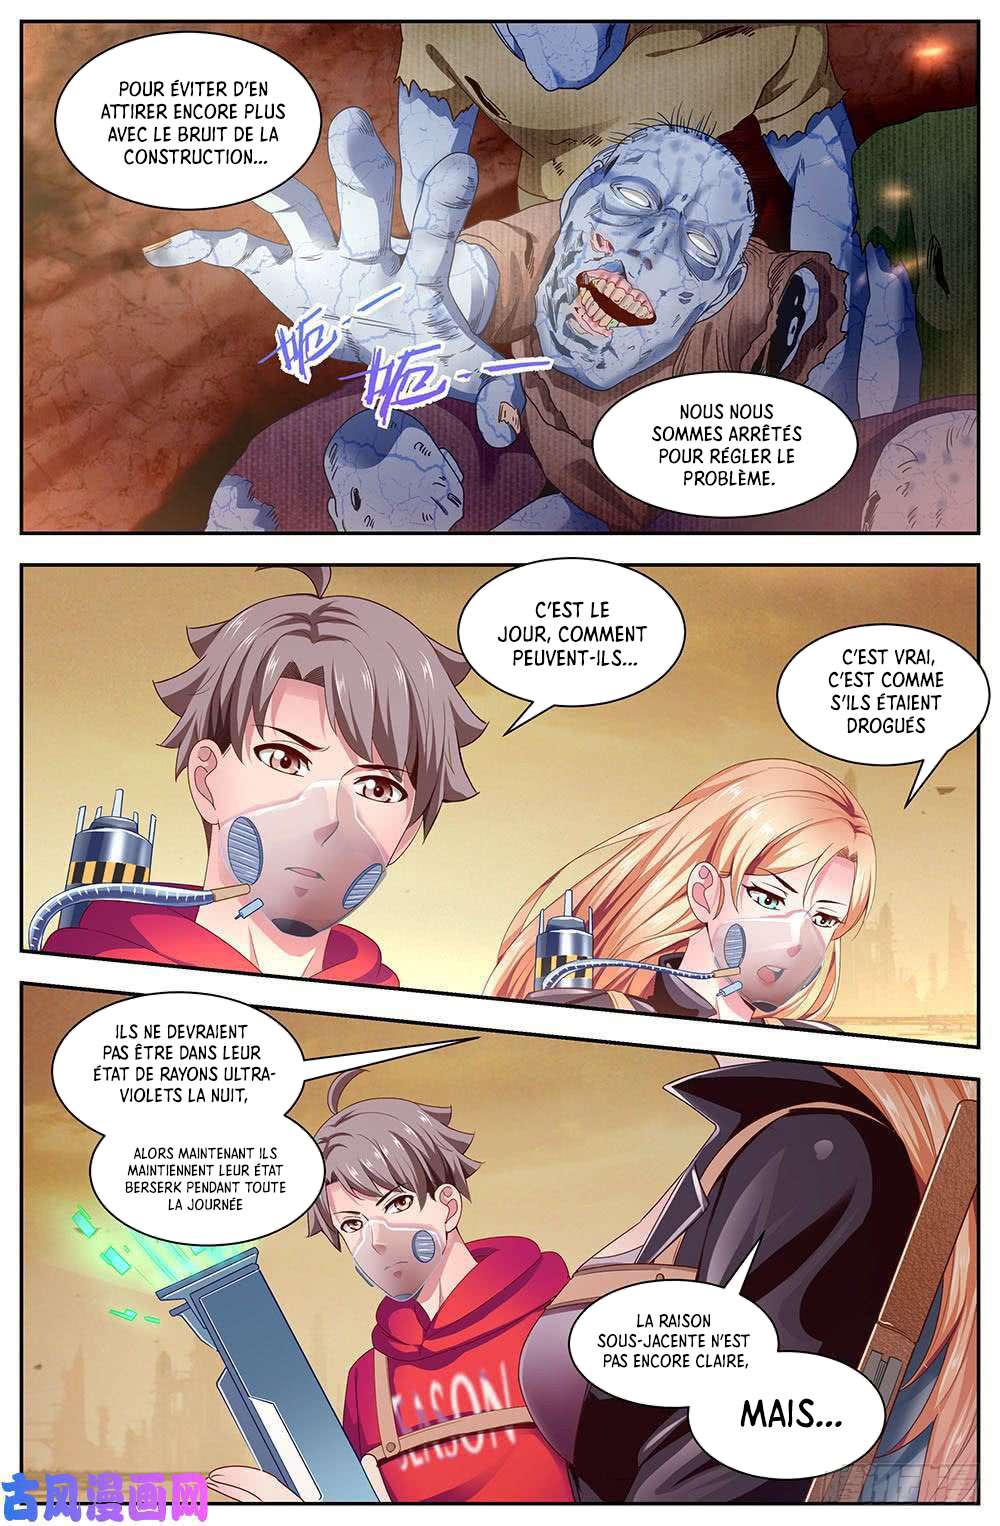 POUR ÉVITER D'EN
ATTIRER ENCORE PLUS
AVEC LE BRUIT DE LA
CONSTRUCTION...
NOUS NOUS
SOMMES ARRÊTÉS
POUR RÉGLER LE
PROBLÈME.
C'EST LE
JOUR, COMMENT
PEUVENT-ILS...
C'EST VRAI,
C'EST COMME
S'ILS ÉTAIENT
DROGUÉS
ILS NE DEVRAIENT
PAS ÊTRE DANS LEUR
ÉTAT DE RAYONS ULTRA-
VIOLETS LA NUIT,
ALORS MAINTENANT ILS
MAINTIENNENT LEUR ÉTAT
BERSERK PENDANT TOUTE
LA JOURNÉE
LA RAISON
SOUS-JACENTE N'EST
PAS ENCORE CLAIRE,
MAIS...
SEASON
SEASON
古风漫画网